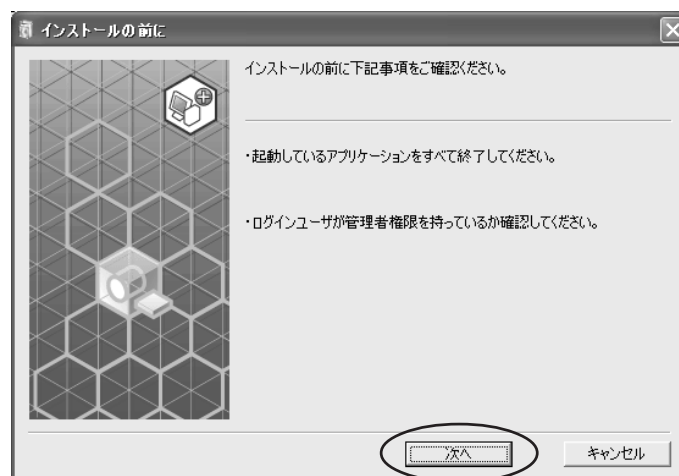 インストールの前に
インストールの前に下記事項をご確認ください。
・起動しているアプリケーションをすべて終了してください。
・ログインユーザが管理者権限を持っているか確認してください。
次へ
キャンセル